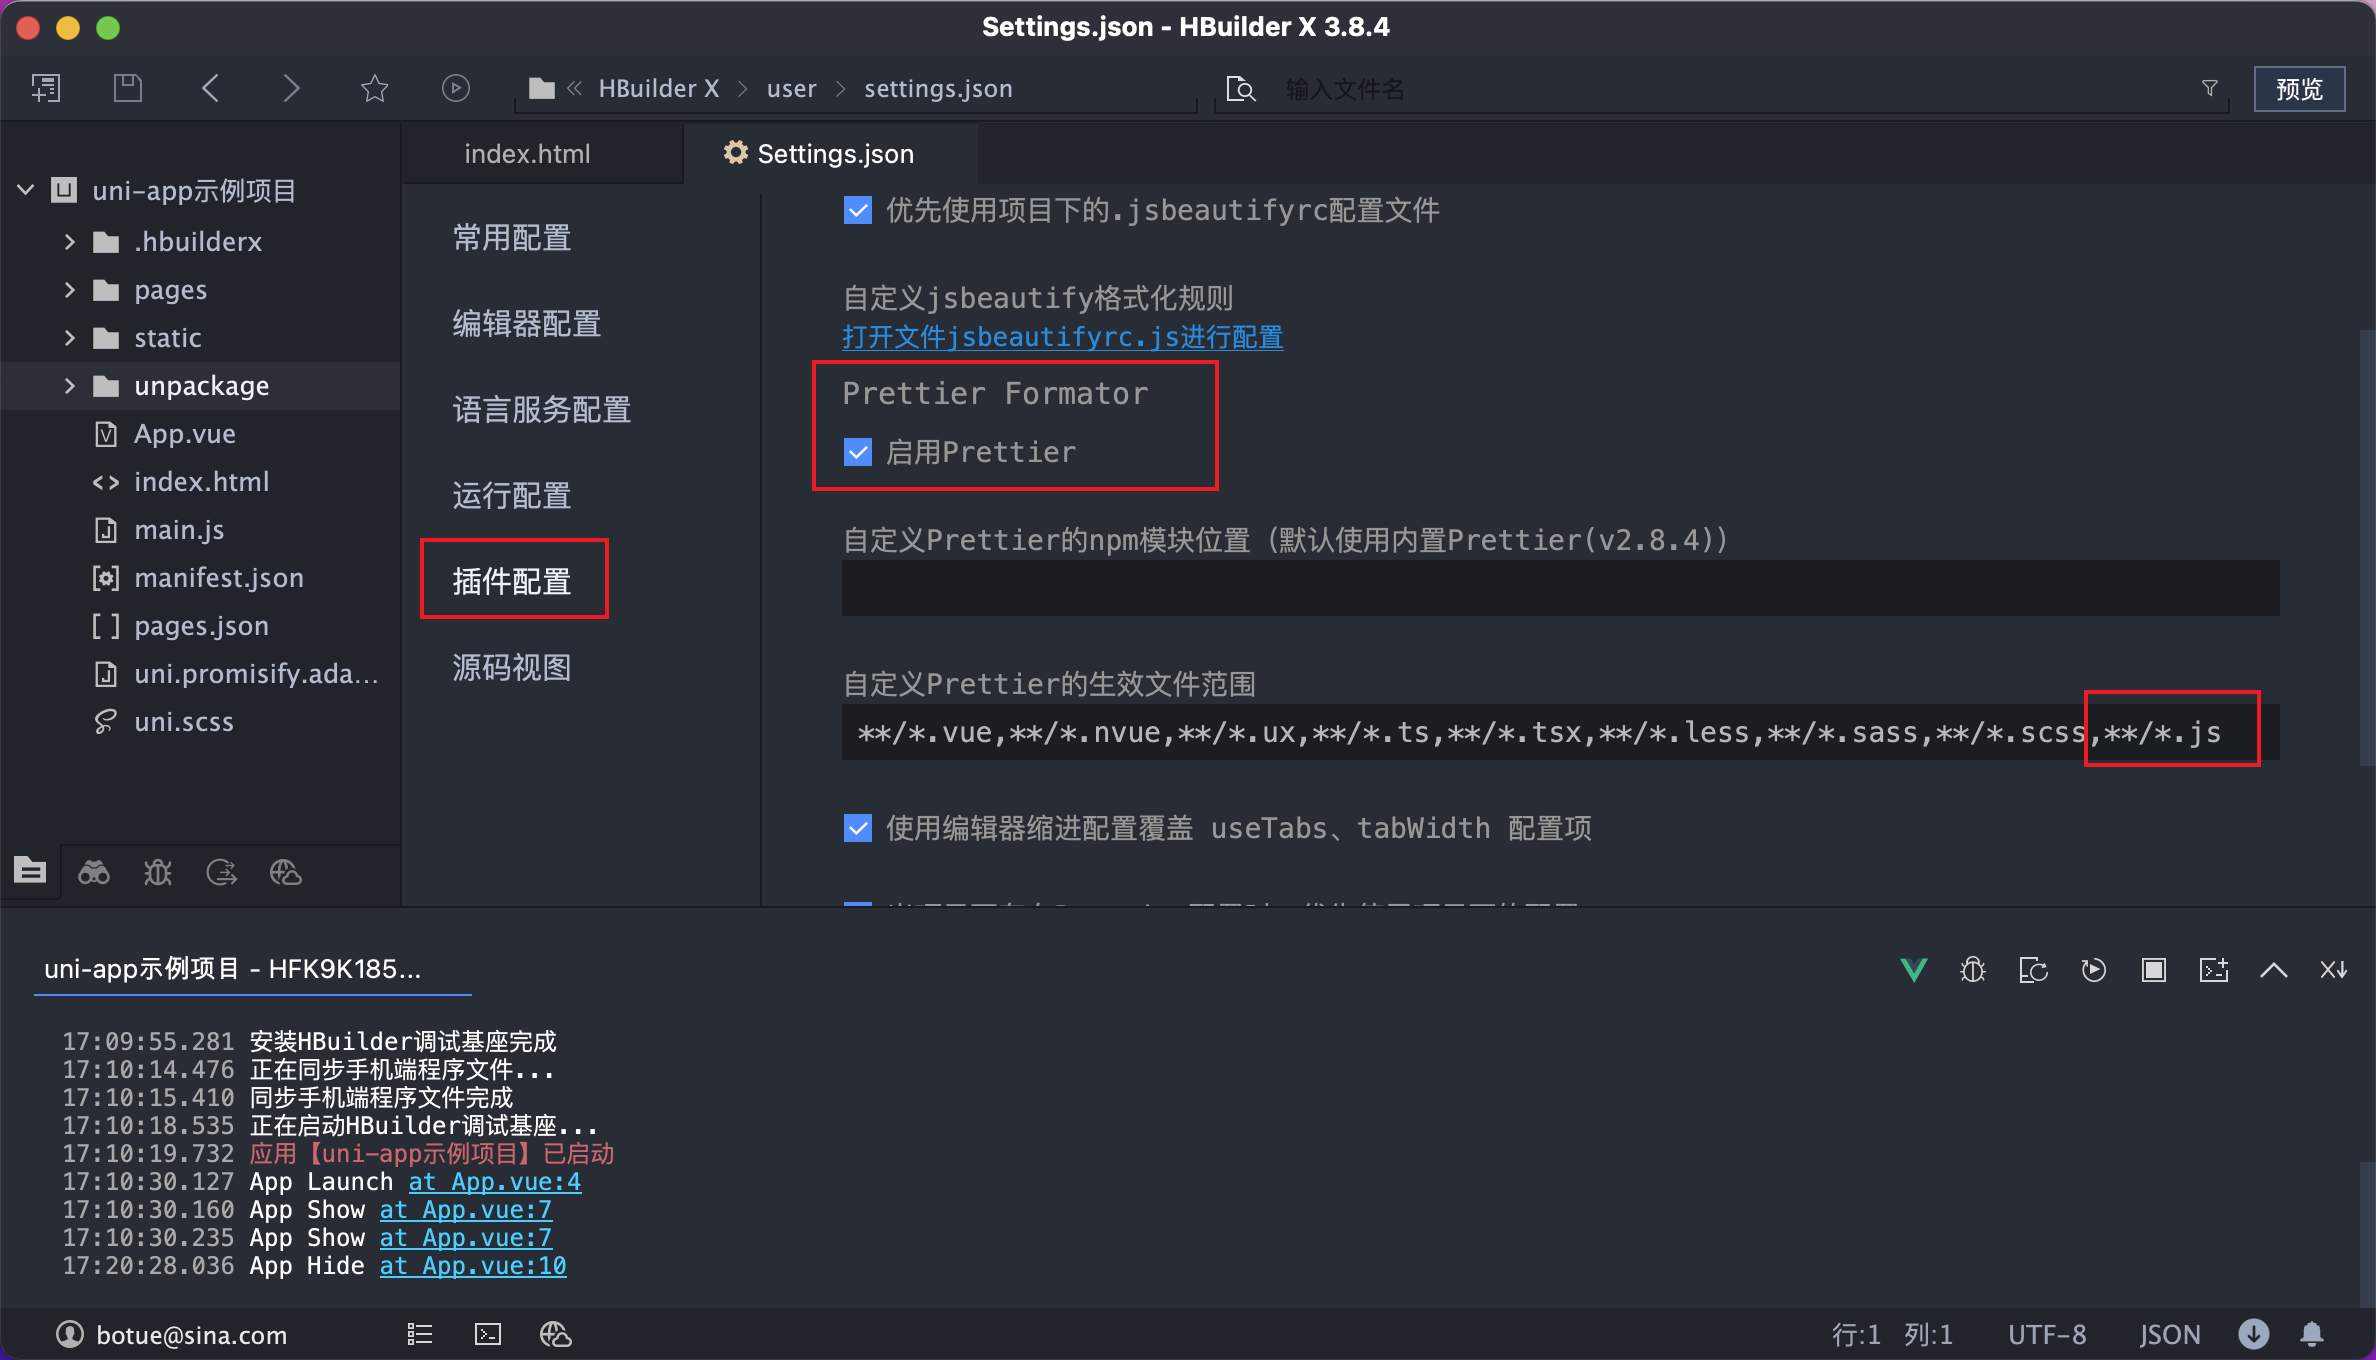 Settings.json - HBuilder X 3.8.4
HBuilder X
user
settings.json
输入文件名
预览
index.html
Settings.json
uni-app示例项目
.hbuilderx
pages
static
unpackage
App.vue
index.html
main.js
manifest.json
pages.json
uni.promisify.ada...
uni.scss
常用配置
编辑器配置
语言服务配置
运行配置
插件配置
源码视图
优先使用项目下的.jsbeautifyrc配置文件
自定义jsbeautify格式化规则
打开文件jsbeautifyrc.js进行配置
Prettier Formator
启用Prettier
自定义Prettier的npm模块位置 (默认使用内置Prettier(v2.8.4))
自定义Prettier的生效文件范围
**/*.vue,**/*.nvue,**/*.ux,**/*.ts,**/*.tsx,**/*.less,**/*.sass,**/*.scss,**/*.js
使用编辑器缩进配置覆盖 useTabs、tabWidth 配置项
uni-app示例项目 - HFK9K185...
17:09:55.281 安装HBuilder调试基座完成
17:10:14.476 正在同步手机端程序文件...
17:10:15.410 同步手机端程序文件完成
17:10:18.535 正在启动HBuilder调试基座...
17:10:19.732 应用【uni-app示例项目】已启动
17:10:30.127 App Launch at App.vue:4
17:10:30.160 App Show at App.vue:7
17:10:30.235 App Show at App.vue:7
17:20:28.036 App Hide at App.vue:10
botue@sina.com
行:1 列:1
UTF-8
JSON